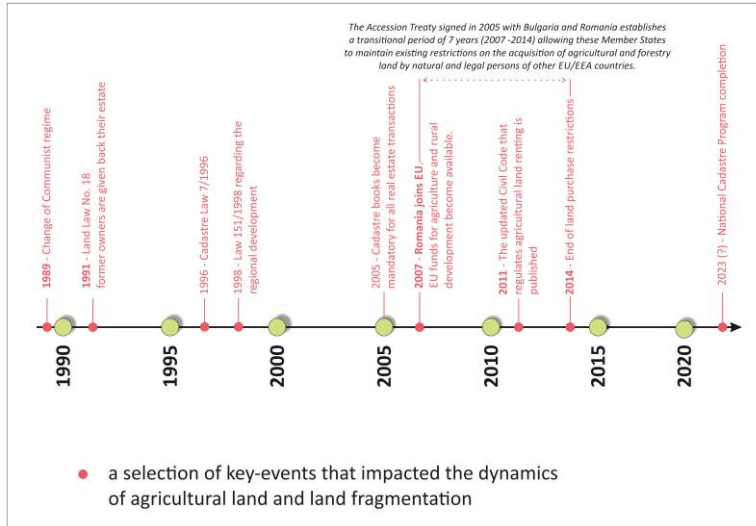 The Accession Treaty signed in 2005 with Bulgaria and Romania establishes
a transitional period of 7 years (2007 -2014) allowing these Member States
to maintain existing restrictions on the acquisition of agricultural and forestry
land by natural and legal persons of other EU/EEA countries.
1989 - Change of Communist regime
1991 - Land Law No. 18
former owners are given back their estate
1996 - Cadastre Law 7/1996
1998 - Law 151/1998 regarding the
regional development
2005 - Cadastre books become
mandatory for all real estate transactions
2007 - Romania joins EU.
EU funds for agriculture and rural
development become available.
2011 - The updated Civil Code that
regulates agricultural land renting is
published
2014 - End of land purchase restrictions
2023 (?) - National Cadastre Program completion
1990
1995
2000
2005
2010
2015
2020
a selection of key-events that impacted the dynamics
of agricultural land and land fragmentation